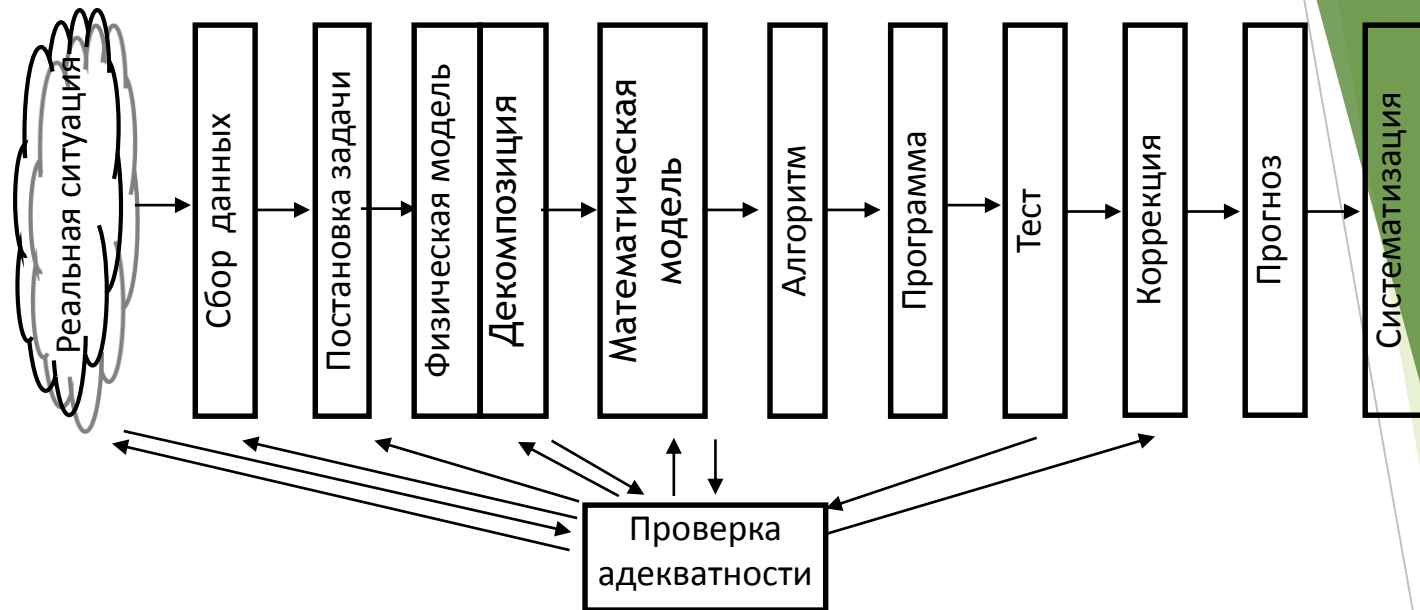 Реальная ситуация
Сбор данных
Постановка задачи
Физическая модель
Декомпозиция
Математическая
модель
Алгоритм
Программа
Тест
Коррекция
Прогноз
Систематизация
Проверка
адекватности